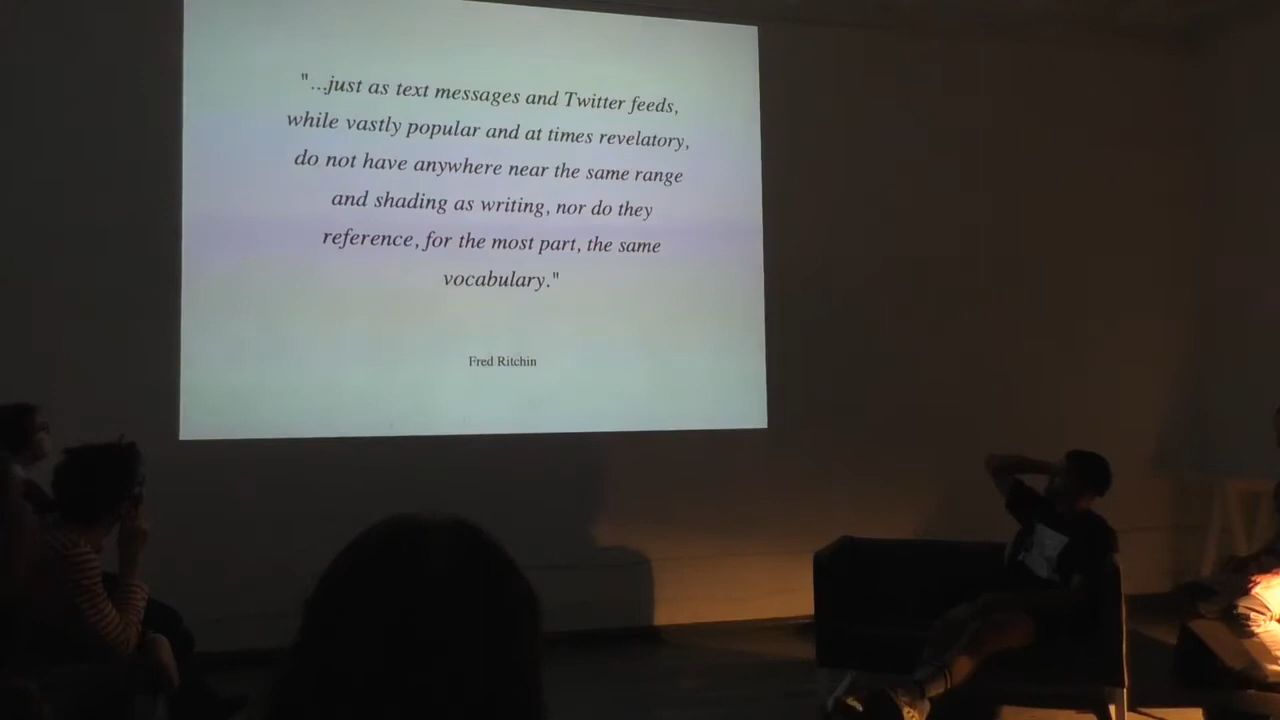 "...just as text messages and Twitter feeds,
while vastly popular and at times revelatory,
do not have anywhere near the same range
and shading as writing, nor do they
reference, for the most part, the same
vocabulary."
Fred Ritchin